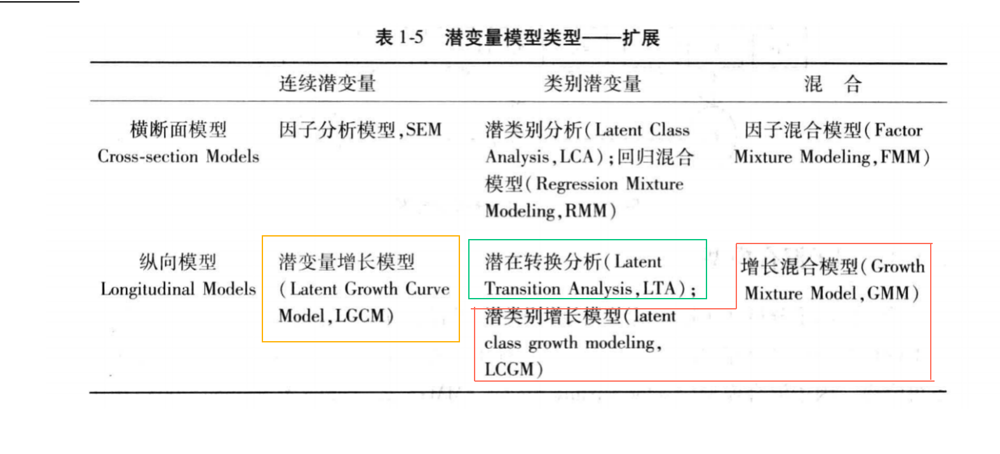 表 1-5 潜变量模型类型——扩展
连续潜变量 类别潜变量 混 合
横断面模型
Cross-section Models
因子分析模型,SEM
潜类别分析(Latent Class
Analysis,LCA);回归混合
模型(Regression Mixture
Modeling,RMM)
因子混合模型(Factor
Mixture Modeling,FMM)
纵向模型
Longitudinal Models
潜变量增长模型
(Latent Growth Curve
Model,LGCM)
潜在转换分析(Latent
Transition Analysis,LTA);
潜类别增长模型(latent
class growth modeling,
LCGM)
增长混合模型(Growth
Mixture Model,GMM)